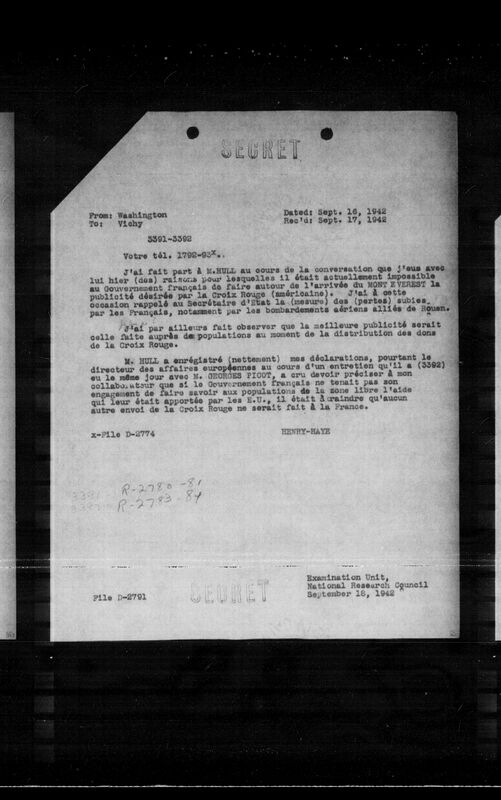 SECRET
From: Washington
To: Vichy
Dated: Sept. 16, 1942
Rec'd: Sept. 17, 1942
3391-3392
Votre tél. 1792-93x.
J'ai fait part à M.HULL au cours de la conversation que j'eus avec
lui hier (des) raisons pour lesquelles il était actuellement impossible
au Gouvernement français de faire autour de l'arrivée du MONT EVEREST la
publicité désirée par la Croix Rouge (américaine). J'ai à cette
occasion rappelé au Secrétaire d'Etat la (mesure) des (pertes) subies
par les Français, notamment par les bombardements aériens alliés de Rouen.
J'ai par ailleurs fait observer que la meilleure publicité serait
celle faite auprès de populations au moment de la distribution des dons
de la Croix Rouge.
M. HULL a enrégistré (nettement) mes déclarations, pourtant le
directeur des affaires européennes au cours d'un entretien qu'il a (3392)
eu le même jour avec M. GEORGES PICOT, a cru devoir préciser à mon
collaborateur que si le Gouvernement français ne tenait pas son
engagement de faire savoir aux populations de la zone libre l'aide
qui leur était apportée par les E.U., il était à craindre qu'aucun
autre envoi de la Croix Rouge ne serait fait à la France.
x-File D-2774
HENRY-HAYE
3391 R-2780-81
3392 R-2783-84
File D-2791
SECRET
Examination Unit,
National Research Council
September 18, 1942